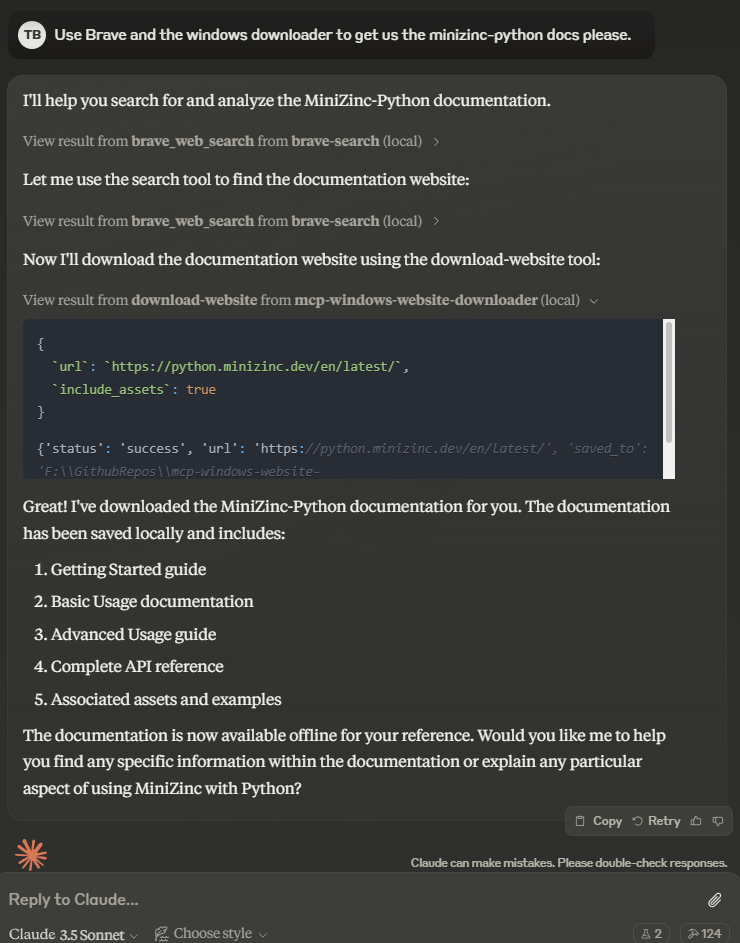 TB Use Brave and the windows downloader to get us the minizinc-python docs please.
I'll help you search for and analyze the MiniZinc-Python documentation.
View result from brave_web_search from brave-search (local) >
Let me use the search tool to find the documentation website:
View result from brave_web_search from brave-search (local) >
Now I'll download the documentation website using the download-website tool:
View result from download-website from mcp-windows-website-downloader (local)
{
`url`: `https://python.minizinc.dev/en/latest/`,
`include_assets`: true
}
{'status': 'success', 'url': 'https://python.minizinc.dev/en/latest/', 'saved_to':
'F:\\GithubRepos\\mcp-windows-website-
Great! I've downloaded the MiniZinc-Python documentation for you. The documentation
has been saved locally and includes:
1. Getting Started guide
2. Basic Usage documentation
3. Advanced Usage guide
4. Complete API reference
5. Associated assets and examples
The documentation is now available offline for your reference. Would you like me to help
you find any specific information within the documentation or explain any particular
aspect of using MiniZinc with Python?
Copy Retry
Claude can make mistakes. Please double-check responses.
Reply to Claude...
Claude 3.5 Sonnet Choose style 2 124